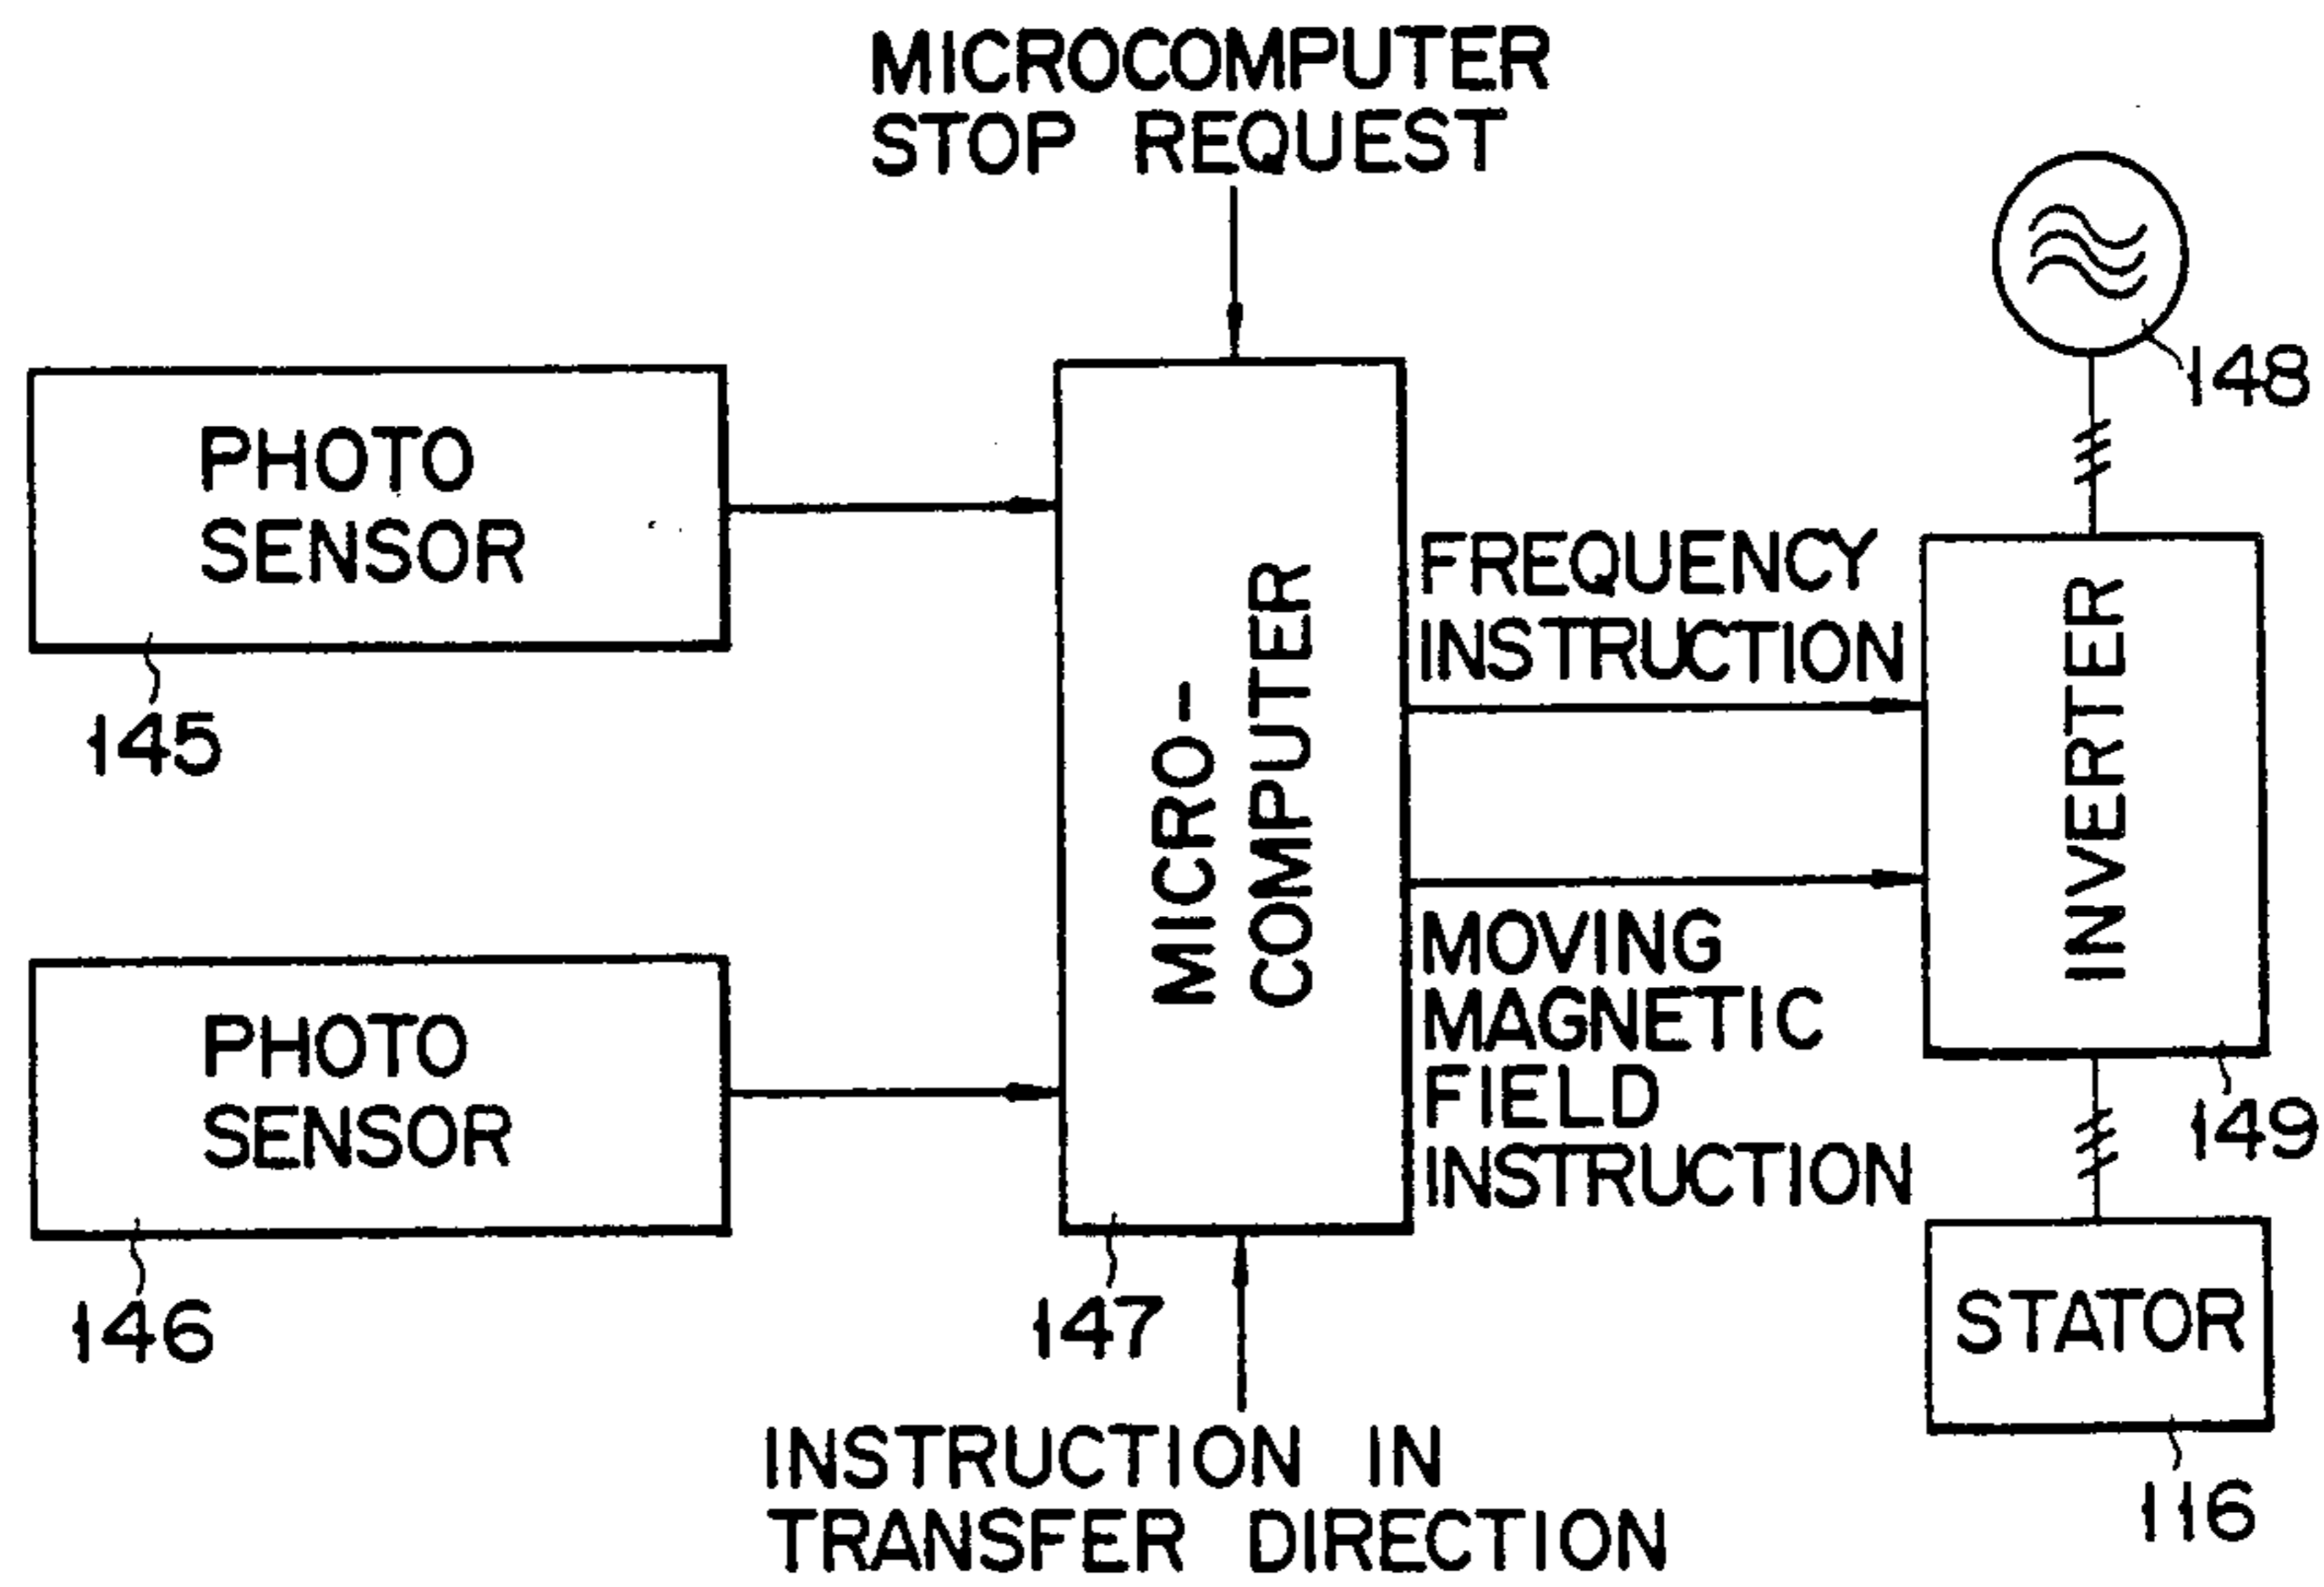 MICROCOMPUTER
STOP REQUEST
148
PHOTO
SENSOR
145
MICRO-
COMPUTER
FREQUENCY
INSTRUCTION
INVERTER
MOVING
MAGNETIC
FIELD
INSTRUCTION
149
PHOTO
SENSOR
146
147
STATOR
116
INSTRUCTION IN
TRANSFER DIRECTION